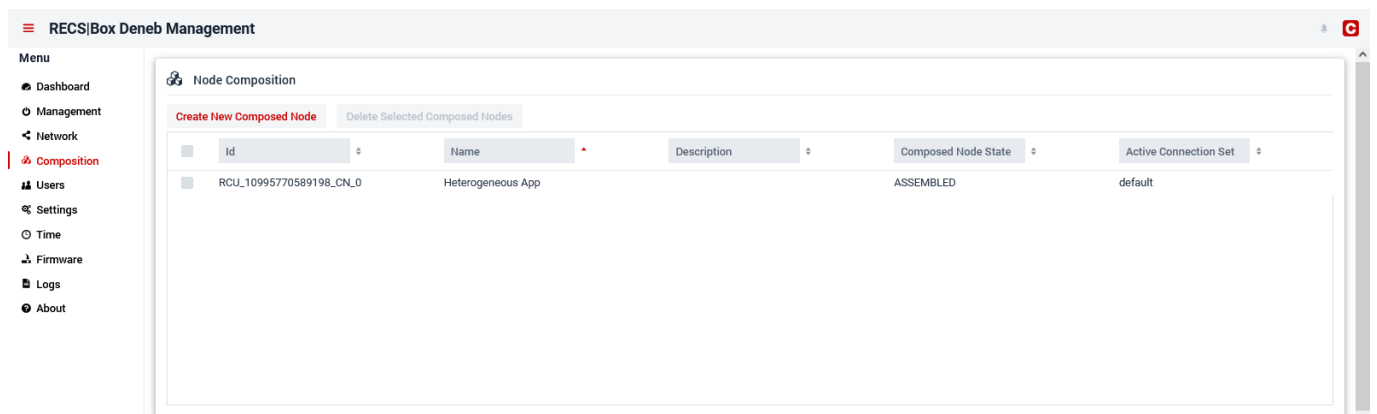 RECS|Box Deneb Management
C
Menu
Dashboard
Management
Network
Composition
Users
Settings
Time
Firmware
Logs
About
Node Composition
Create New Composed Node Delete Selected Composed Nodes
Id Name Description Composed Node State Active Connection Set
RCU_10995770589198_CN_0 Heterogeneous App ASSEMBLED default